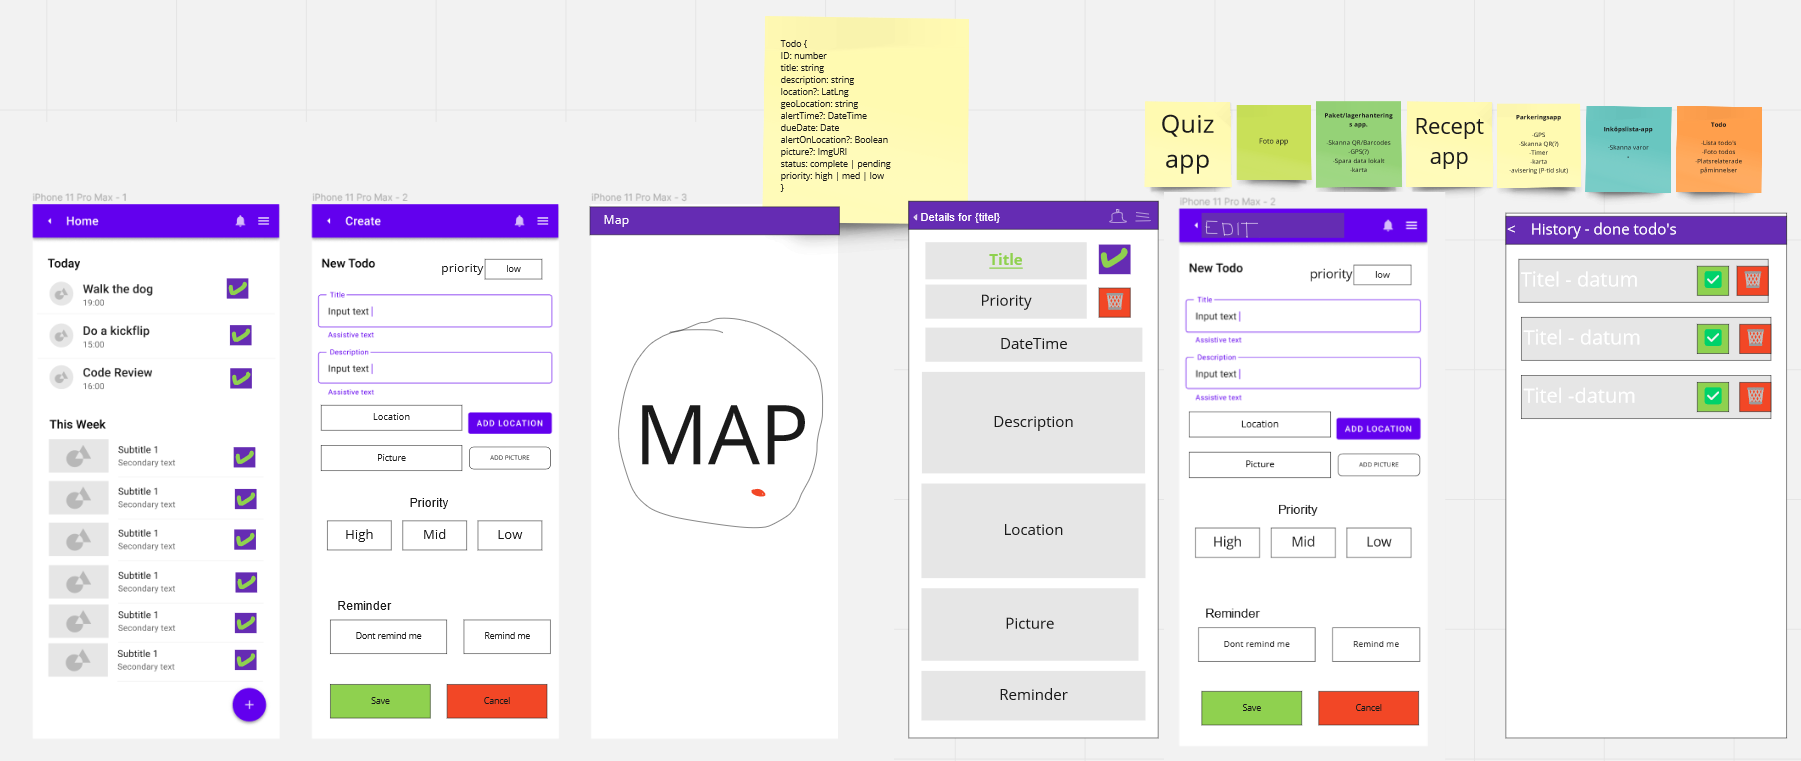 Todo {
ID: number
title: string
description: string
location?: LatLng
geoLocation: string
alertTime?: DateTime
dueDate: Date
alertOnLocation?: Boolean
picture?: ImgURI
status: complete | pending
priority: high | med | low
}
Quiz
app
Foto app
Paket/lagerhantering
s app.
-Skanna QR/Barcodes
-GPS(?)
-Spara data lokalt
-karta
Recept
app
Parkeringsapp
-GPS
-Skanna QR(?)
-Timer
-karta
-avisering (P-tid slut)
Inköpslista-app
-Skanna varor
Todo
-Lista todo's
-Foto todos
-Platsrelaterade
påminnelser
iPhone 11 Pro Max - 1
Home
Today
Walk the dog
19:00
Do a kickflip
15:00
Code Review
16:00
This Week
Subtitle 1
Secondary text
Subtitle 1
Secondary text
Subtitle 1
Secondary text
Subtitle 1
Secondary text
Subtitle 1
Secondary text
Subtitle 1
Secondary text
+
iPhone 11 Pro Max - 2
Create
New Todo
priority
low
Title
Input text
Assistive text
Description
Input text
Assistive text
Location
ADD LOCATION
Picture
ADD PICTURE
Priority
High
Mid
Low
Reminder
Dont remind me
Remind me
Save
Cancel
iPhone 11 Pro Max - 3
Map
MAP
Details for {titel}
Title
Priority
DateTime
Description
Location
Picture
Reminder
iPhone 11 Pro Max - 2
EDIT
New Todo
priority
low
Title
Input text
Assistive text
Description
Input text
Assistive text
Location
ADD LOCATION
Picture
ADD PICTURE
Priority
High
Mid
Low
Reminder
Dont remind me
Remind me
Save
Cancel
< History - done todo's
Titel - datum
Titel - datum
Titel -datum